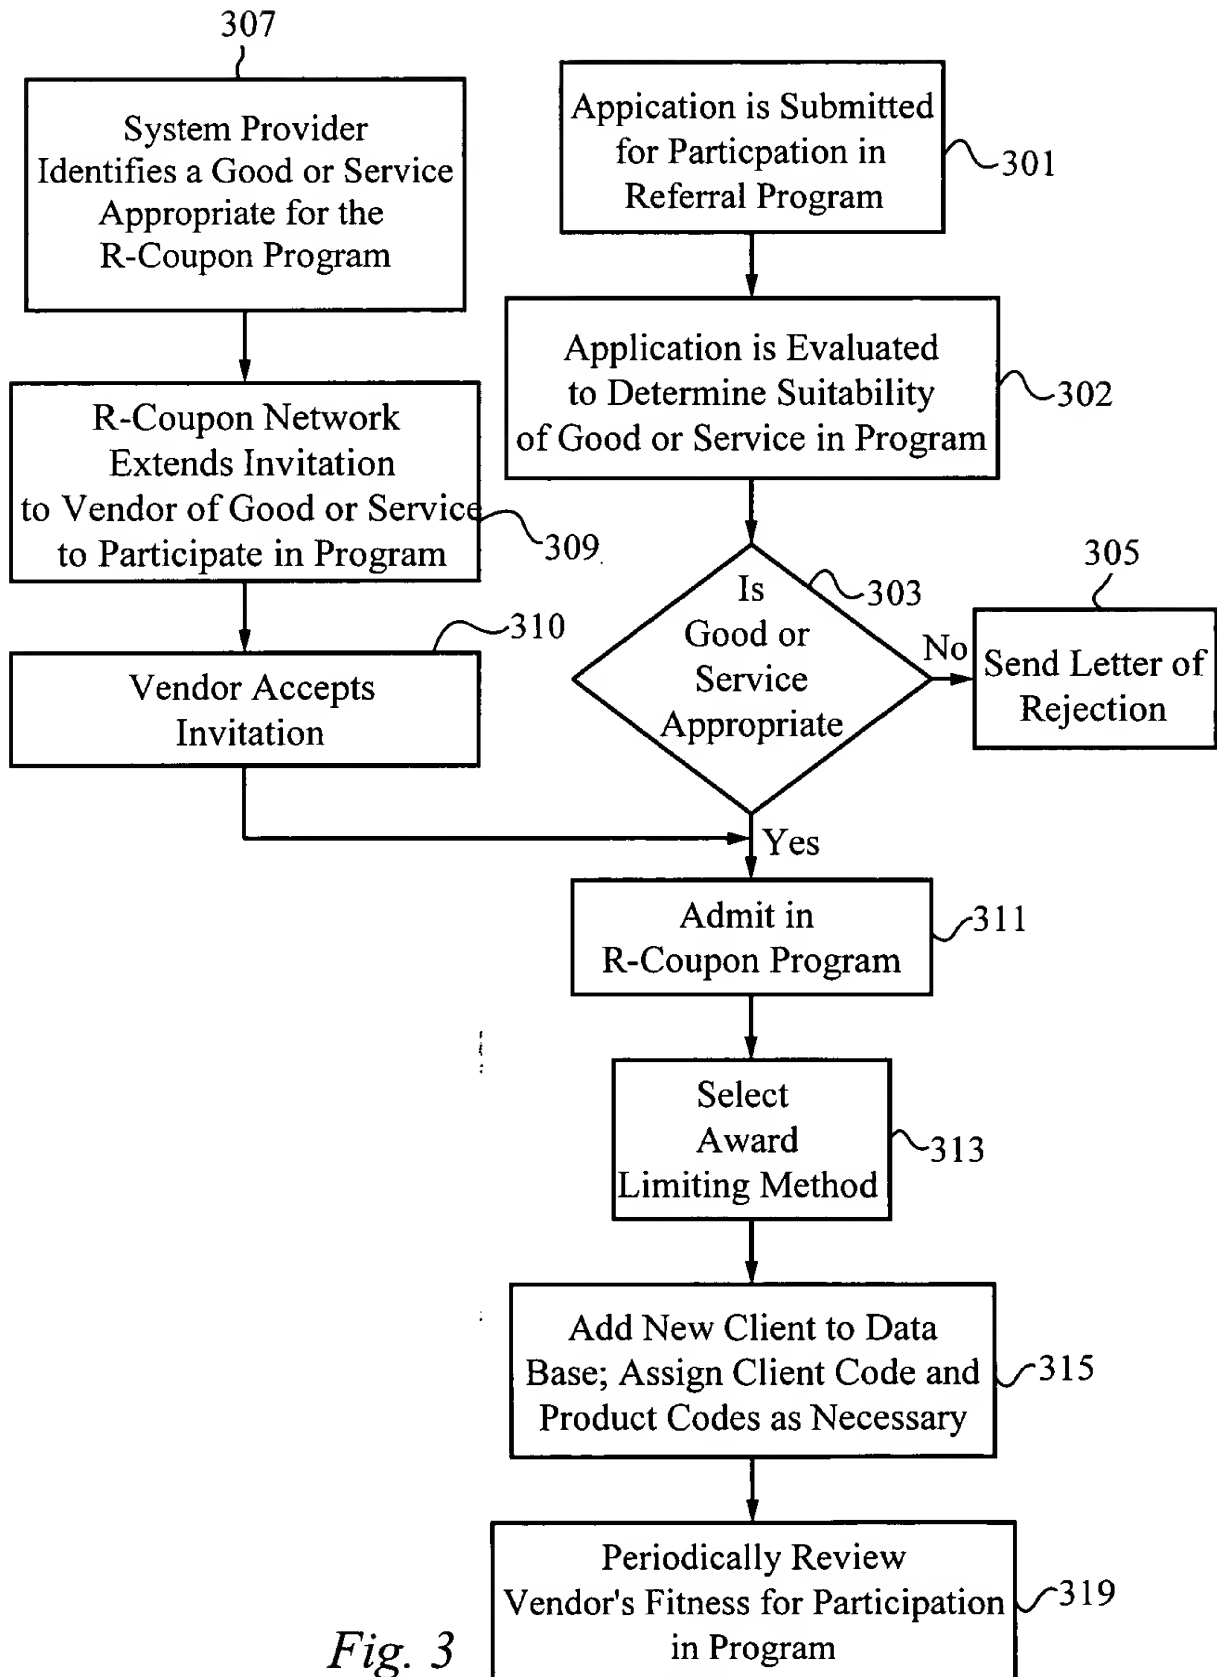 307
System Provider
Identifies a Good or Service
Appropriate for the
R-Coupon Program
R-Coupon Network
Extends Invitation
to Vendor of Good or Service
to Participate in Program
309
310
Vendor Accepts
Invitation
Appication is Submitted
for Particpation in
Referral Program
301
Application is Evaluated
to Determine Suitability
of Good or Service in Program
302
Is
Good or
Service
Appropriate
303
No
305
Send Letter of
Rejection
Yes
Admit in
R-Coupon Program
311
Select
Award
Limiting Method
313
Add New Client to Data
Base; Assign Client Code and
Product Codes as Necessary
315
Periodically Review
Vendor's Fitness for Participation
in Program
319
Fig. 3